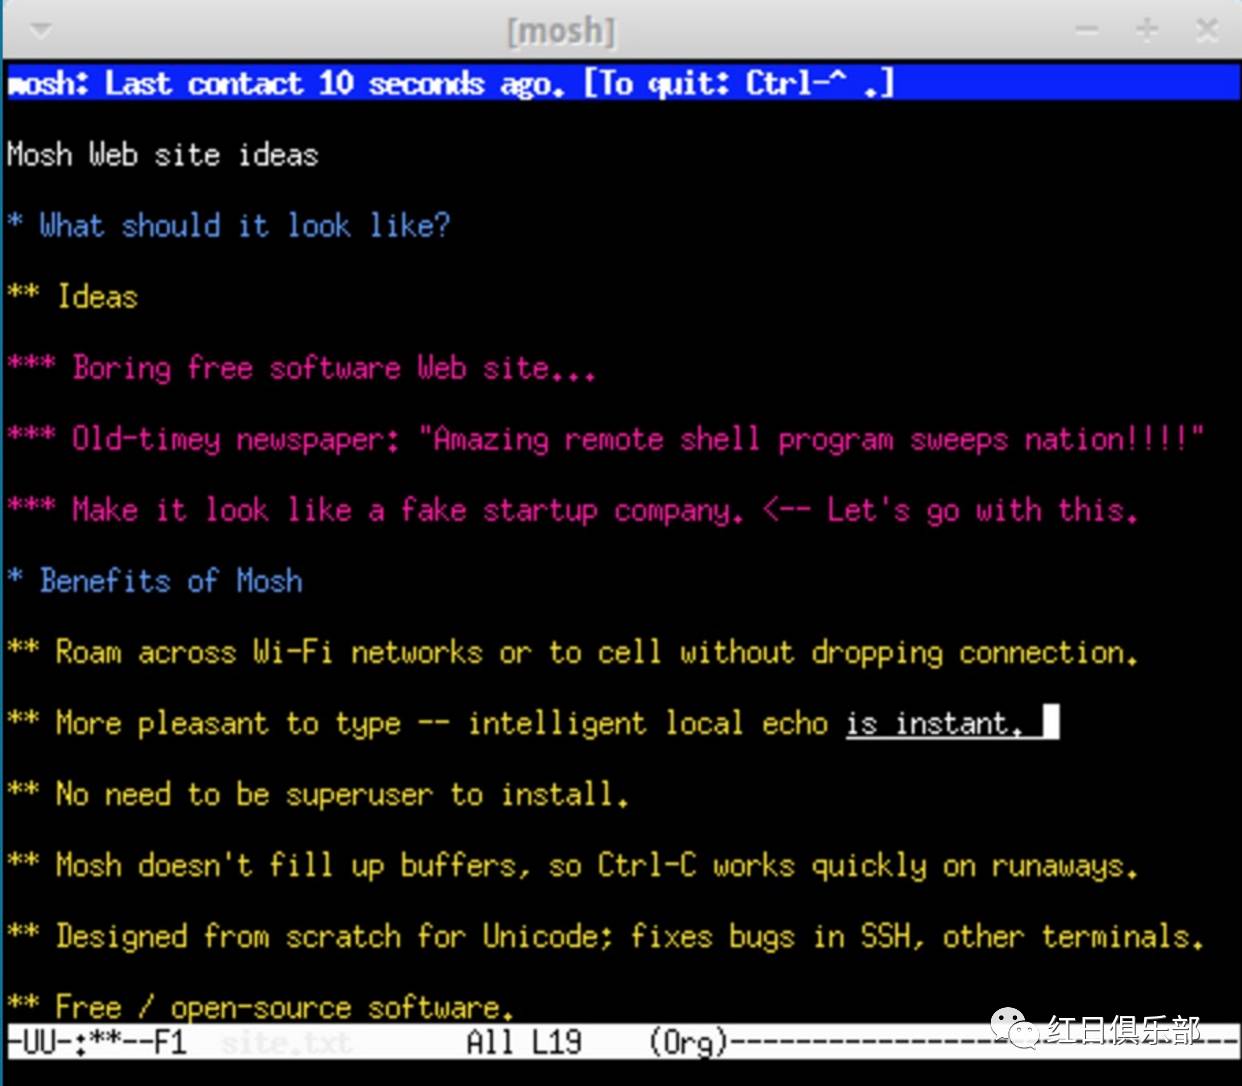 [mosh]
mosh: Last contact 10 seconds ago. [To quit: Ctrl-^ .]
Mosh Web site ideas
* What should it look like?
** Ideas
*** Boring free software Web site...
*** Old-timey newspaper: "Amazing remote shell program sweeps nation!!!!"
*** Make it look like a fake startup company. <-- Let's go with this.
* Benefits of Mosh
** Roam across Wi-Fi networks or to cell without dropping connection.
** More pleasant to type -- intelligent local echo is instant.
** No need to be superuser to install.
** Mosh doesn't fill up buffers, so Ctrl-C works quickly on runaways.
** Designed from scratch for Unicode; fixes bugs in SSH, other terminals.
** Free / open-source software.
-UU-:**--F1 site.txt All L19 (Org)-------------------------------
红日俱乐部